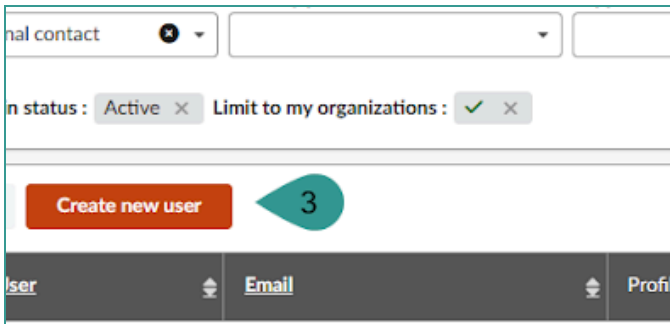 nal contact
n status : Active × Limit to my organizations : ✓ ×
Create new user 3
User Email Profi